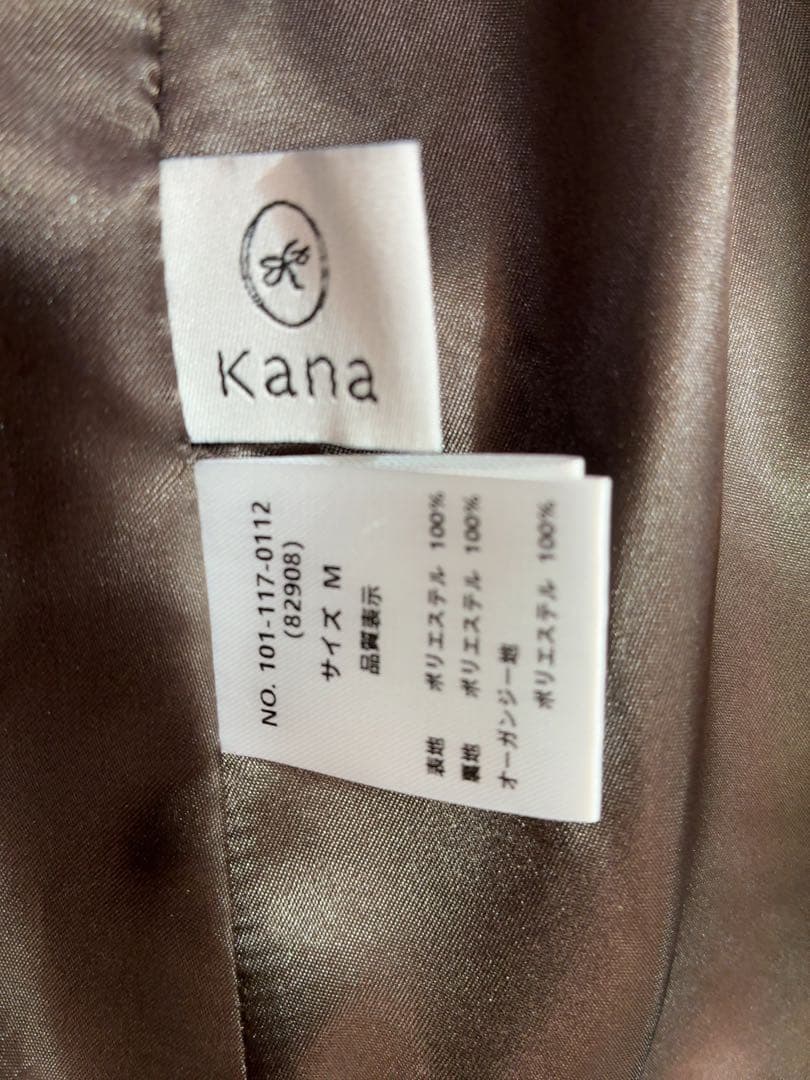 Kana
NO. 101-117-0112
(82908)
サイズ M
品質表示
表地 ポリエステル 100%
裏地 ポリエステル 100%
オーガンジー地
ポリエステル 100%